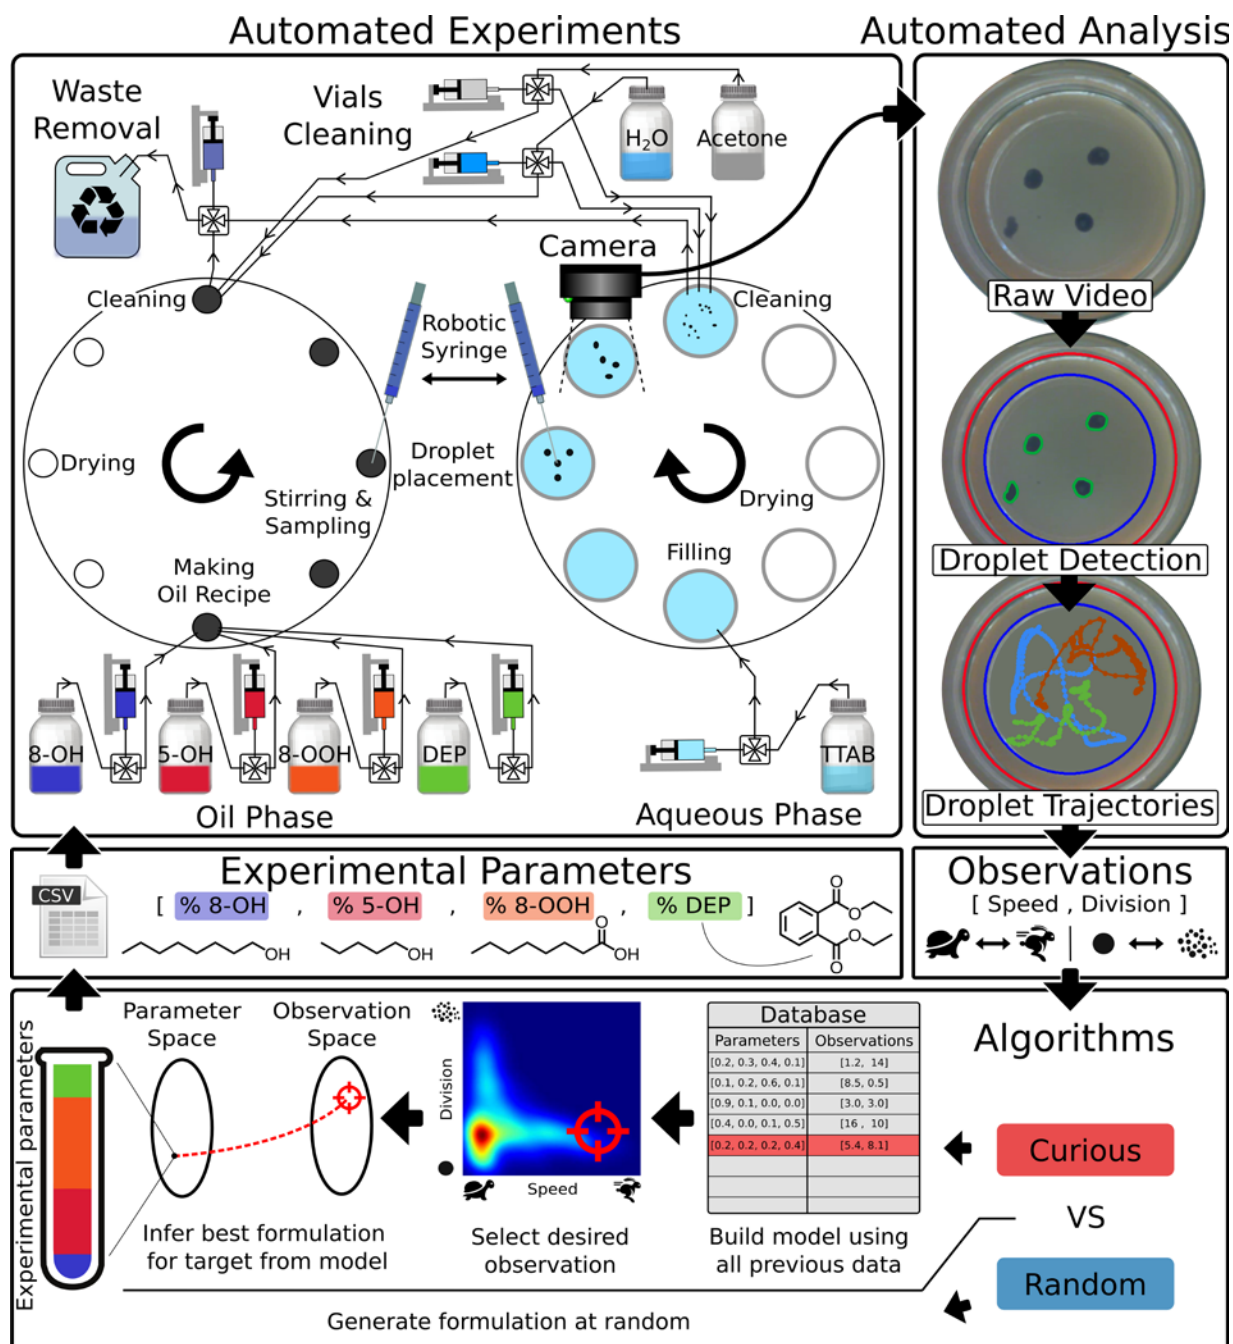 Automated Experiments
Automated Analysis
Waste
Removal
Vials
Cleaning
H₂O
Acetone
Camera
Cleaning
Cleaning
Robotic
Syringe
Drying
Stirring &
Sampling
Droplet
placement
Drying
Making
Oil Recipe
Filling
8-OH
5-OH
8-OOH
DEP
TTAB
Oil Phase
Aqueous Phase
Raw Video
Droplet Detection
Droplet Trajectories
Experimental Parameters
CSV
[ % 8-OH , % 5-OH , % 8-OOH , % DEP ]
OH
OH
O
OH
O
O
O
O
Observations
[ Speed , Division ]
Experimental parameters
Parameter
Space
Observation
Space
Infer best formulation
for target from model
Division
Speed
Select desired
observation
Database
Parameters Observations
[0.2, 0.3, 0.4, 0.1] [1.2, 14]
[0.1, 0.2, 0.6, 0.1] [8.5, 0.5]
[0.9, 0.1, 0.0, 0.0] [3.0, 3.0]
[0.4, 0.0, 0.1, 0.5] [16 , 10]
[0.2, 0.2, 0.2, 0.4] [5.4, 8.1]
Build model using
all previous data
Algorithms
Curious
VS
Random
Generate formulation at random